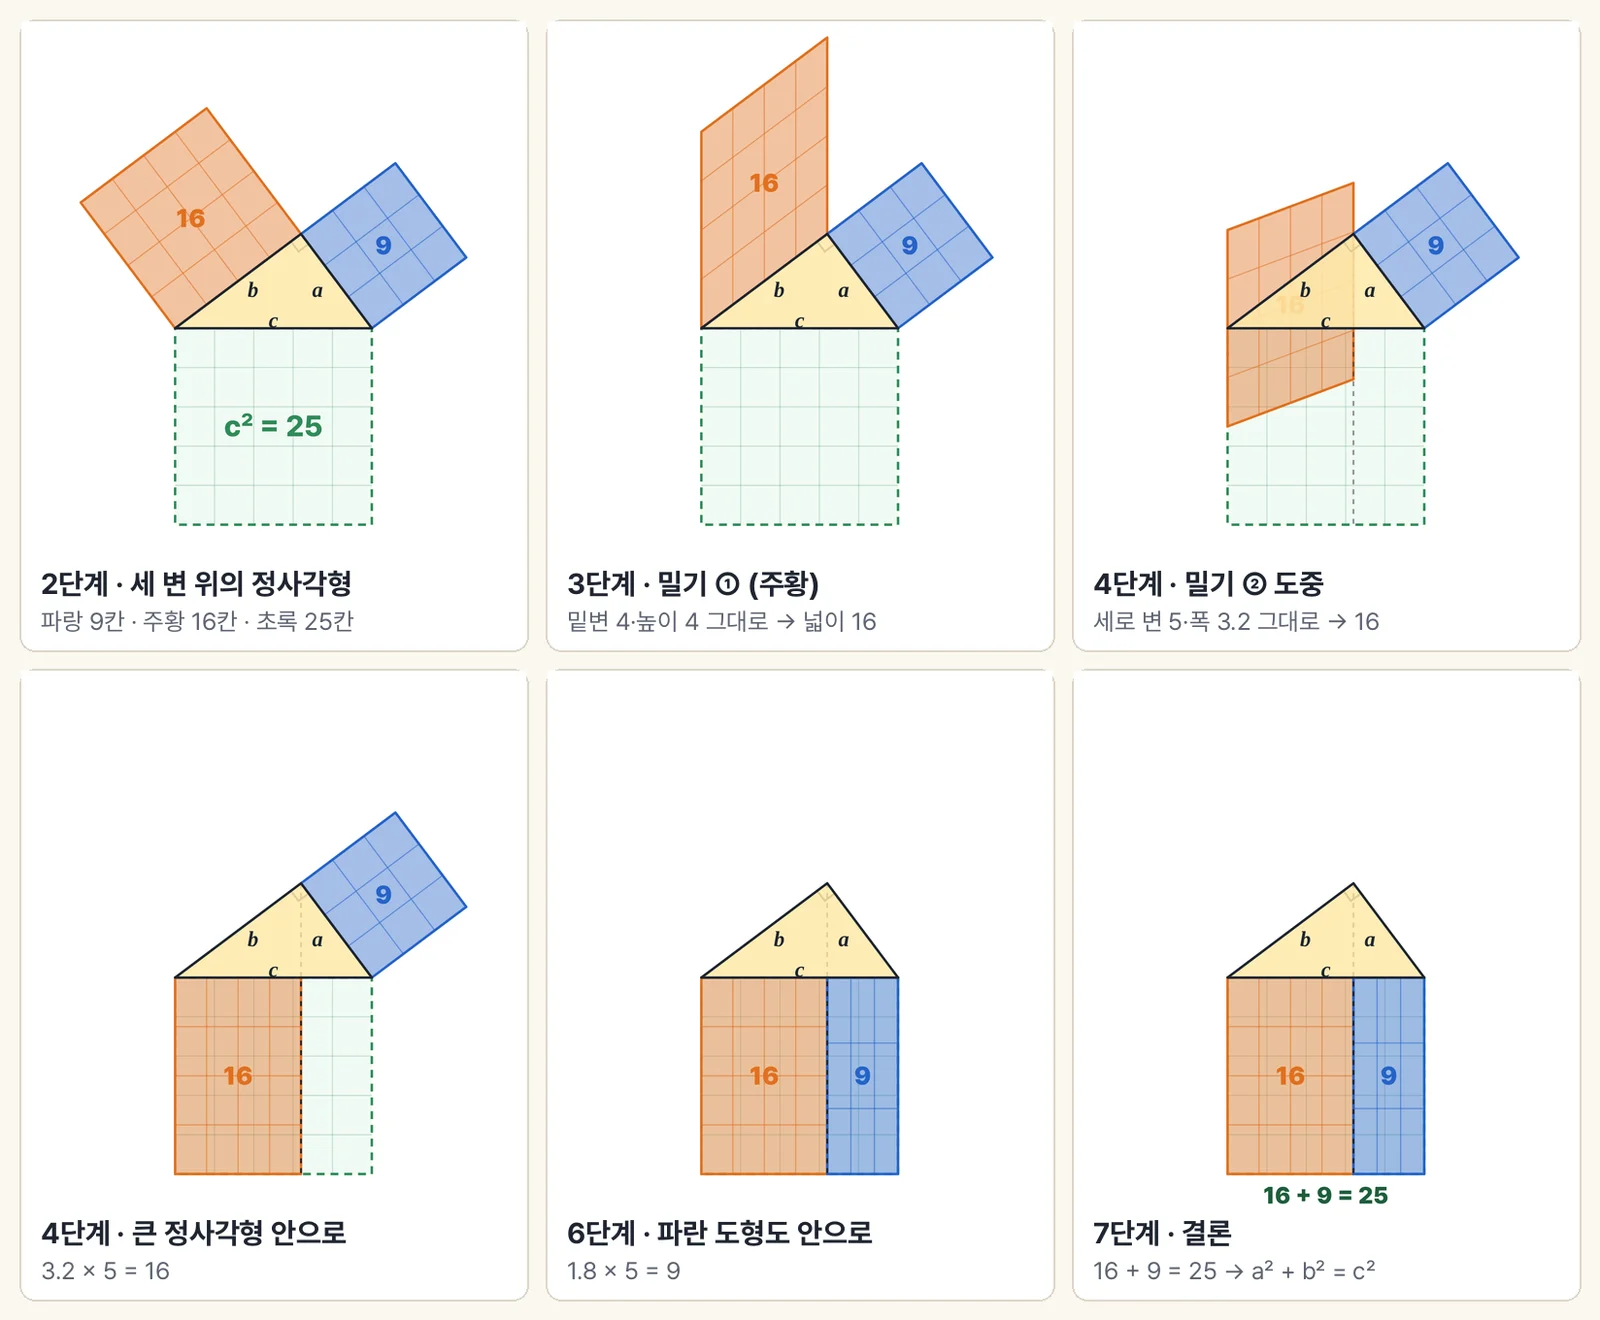 16
9
b
a
c
c² = 25
2단계 · 세 변 위의 정사각형
파랑 9칸 · 주황 16칸 · 초록 25칸
16
9
b
a
c
3단계 · 밀기 ① (주황)
밑변 4·높이 4 그대로 → 넓이 16
9
b
a
16
c
4단계 · 밀기 ② 도중
세로 변 5·폭 3.2 그대로 → 16
9
b
a
c
16
4단계 · 큰 정사각형 안으로
3.2 × 5 = 16
b
a
c
16
9
6단계 · 파란 도형도 안으로
1.8 × 5 = 9
b
a
c
16
9
16 + 9 = 25
7단계 · 결론
16 + 9 = 25 → a² + b² = c²